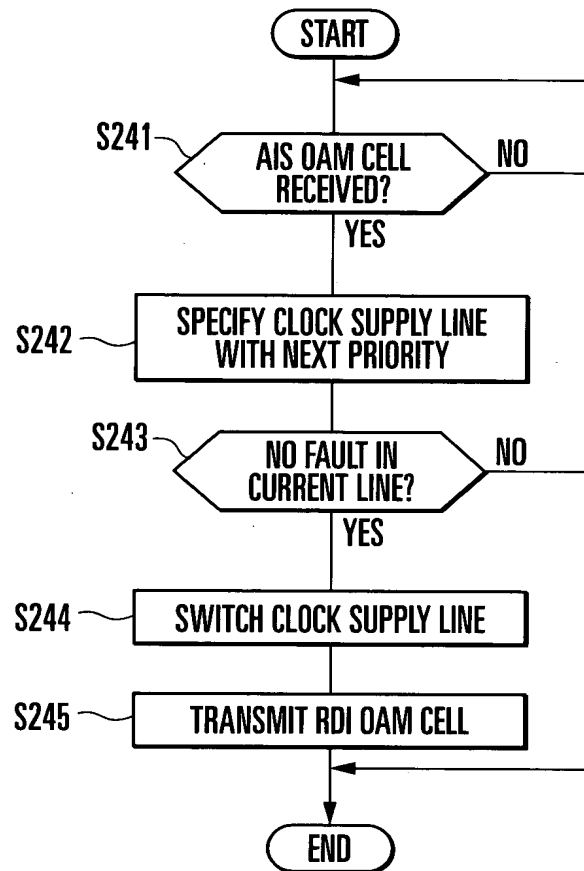 START
S241
AIS OAM CELL
RECEIVED?
NO
YES
S242
SPECIFY CLOCK SUPPLY LINE
WITH NEXT PRIORITY
S243
NO FAULT IN
CURRENT LINE?
NO
YES
S244
SWITCH CLOCK SUPPLY LINE
S245
TRANSMIT RDI OAM CELL
END